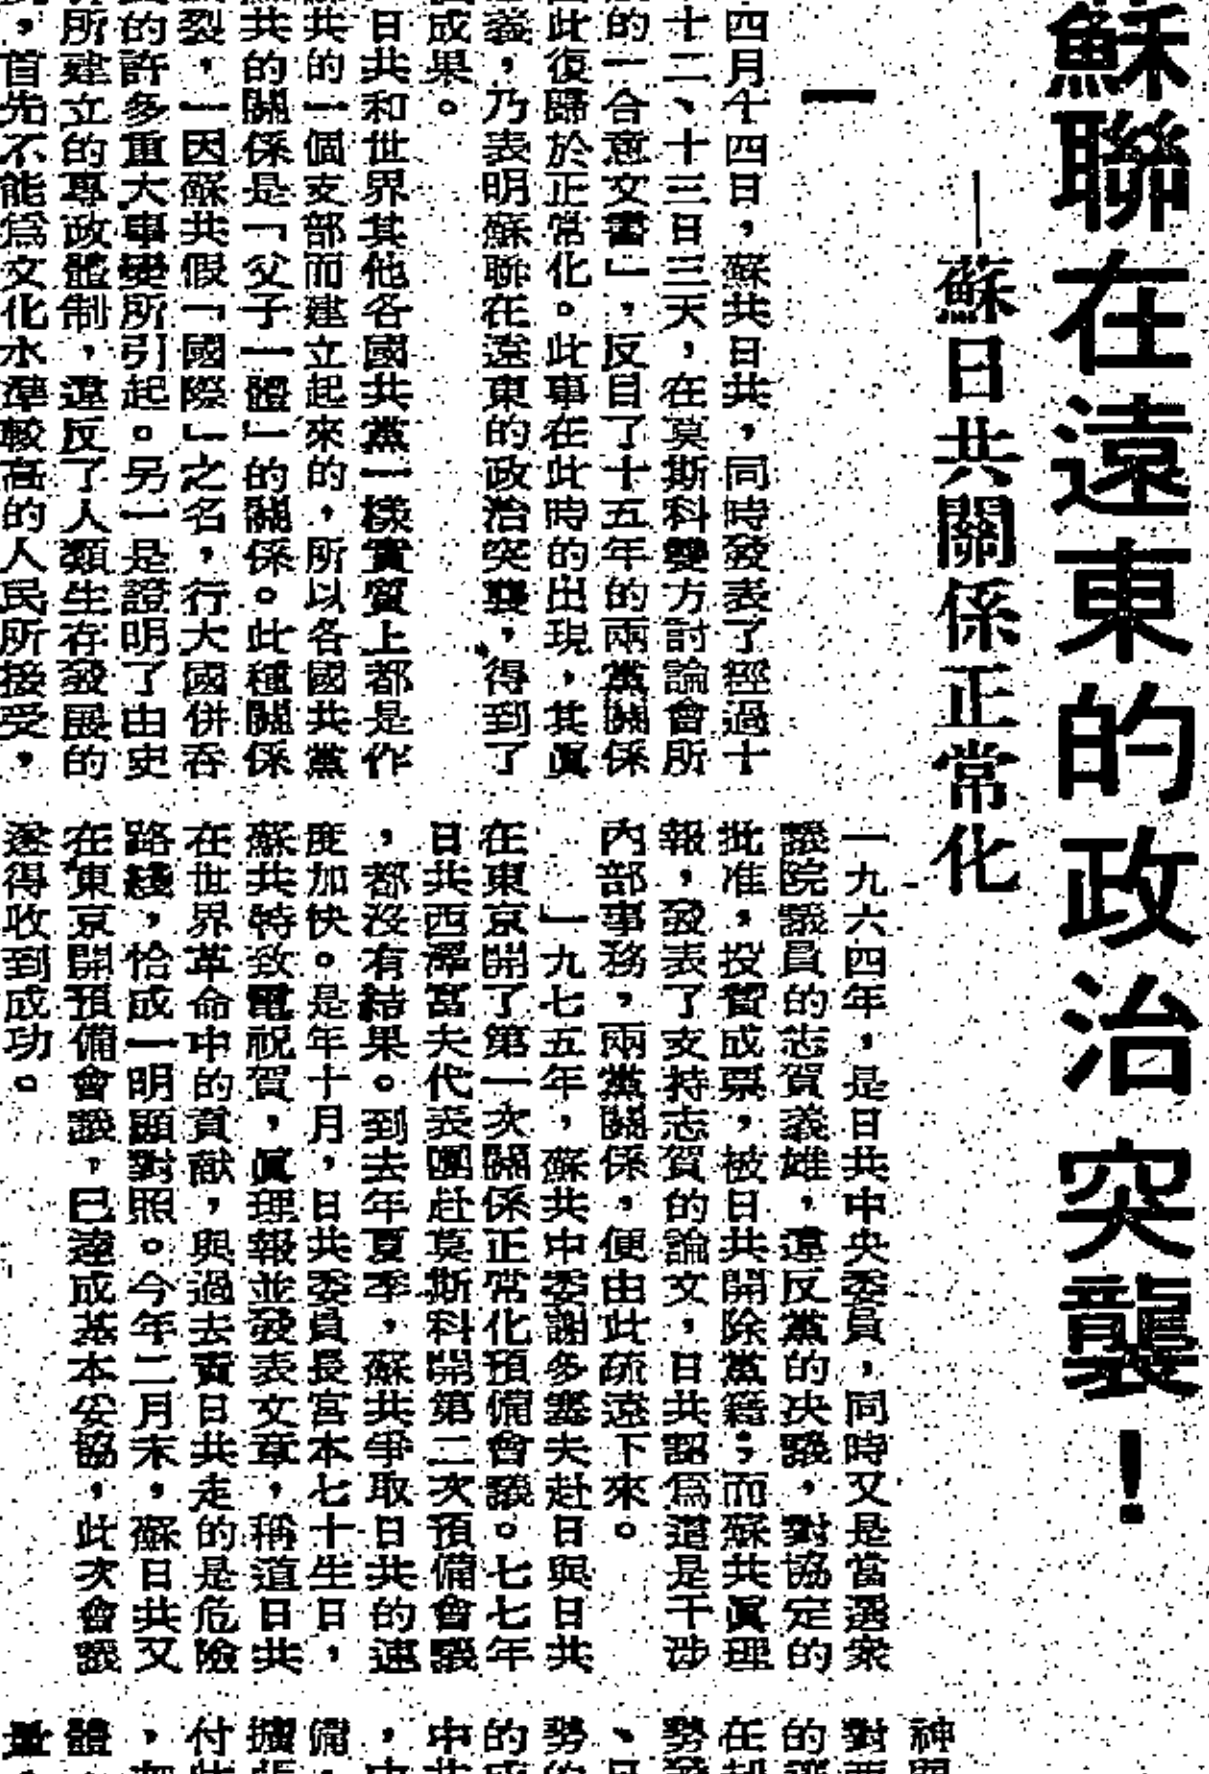 蘇聯在遠東的政治突襲！
—蘇日共關係正常化
一
四月十四日，蘇共日共，同時發表了經過十
十二、十三日三天，在莫斯科雙方討論會所
的一合意文書」，反目了十五年的兩黨關係
此復歸於正常化。此事在此時的出現，其眞
義，乃表明蘇聯在遠東的政治突襲，得到了
成果。
日共和世界其他各國共黨一樣實質上都是作
共的一個支部而建立起來的，所以各國共黨
共的關係是「父子一體」的關係。此種關係
裂，一因蘇共假「國際」之名，行大國併吞
的許多重大事變所引起。另一是證明了由史
所建立的專政體制，違反了人類生存發展的
，首先不能爲文化水準較高的人民所接受，
一九六四年，是日共中央委員，同時又是當選衆
議院議員的志賀義雄，違反黨的决議，對協定的
批准，投贊成票，被日共開除黨籍；而蘇共眞理
報，發表了支持志賀的論文，日共認爲這是干涉
內部事務，兩黨關係，便由此疏遠下來。
一九七五年，蘇共中委謝多塞夫赴日與日共
在東京開了第一次關係正常化預備會議。七七年
日共西澤富夫代表團赴莫斯科開第二次預備會議
，都沒有結果。到去年夏季，蘇共爭取日共的速
度加快。是年十月，日共委員長宮本七十生日，
蘇共特致電祝賀，眞理報並發表文章，稱道日共
在世界革命中的貢献，與過去責日共走的是危險
路綫，恰成一明顯對照。今年二月末，蘇日共又
在東京開預備會議，已達成基本妥協，此次會議
遂得收到成功。
神
對
的
在
勢
、
勢
的
中
，
備
擴
付
，
體
量